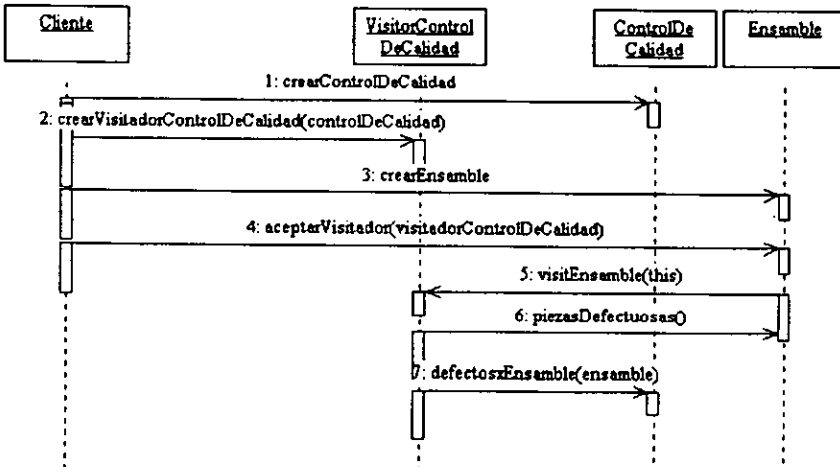 Cliente
VisitorControl
DeCalidad
ControlDe
Calidad
Ensamble
1: crearControlDeCalidad
2: crearVisitadorControlDeCalidad(controlDeCalidad)
3: crearEnsamble
4: aceptarVisitador(visitadorControlDeCalidad)
5: visitEnsamble(this)
6: piezasDefectuosas()
7: defectosxEnsamble(ensamble)